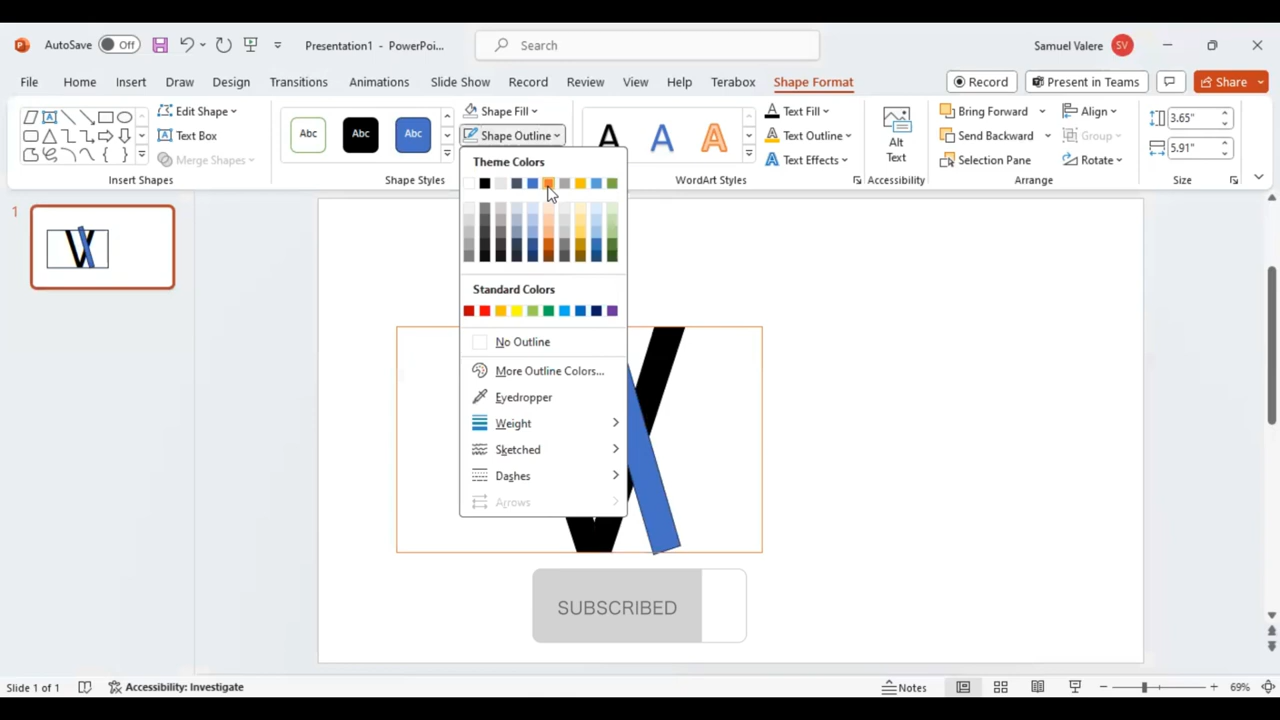 AutoSave Off Presentation1 - PowerPoi... Search Samuel Valere SV
File Home Insert Draw Design Transitions Animations Slide Show Record Review View Help Terabox Shape Format Record Present in Teams Share
Edit Shape
Text Box
Merge Shapes
Insert Shapes
Abc Abc Abc
Shape Fill
Shape Outline
Shape Styles
A A A
Text Fill
Text Outline
Text Effects
WordArt Styles
Alt
Text
Accessibility
Bring Forward
Send Backward
Selection Pane
Align
Group
Rotate
Arrange
3.65"
5.91"
Size
Theme Colors
Standard Colors
No Outline
More Outline Colors...
Eyedropper
Weight
Sketched
Dashes
Arrows
1
V
V
SUBSCRIBED
Slide 1 of 1 Accessibility: Investigate Notes 69%